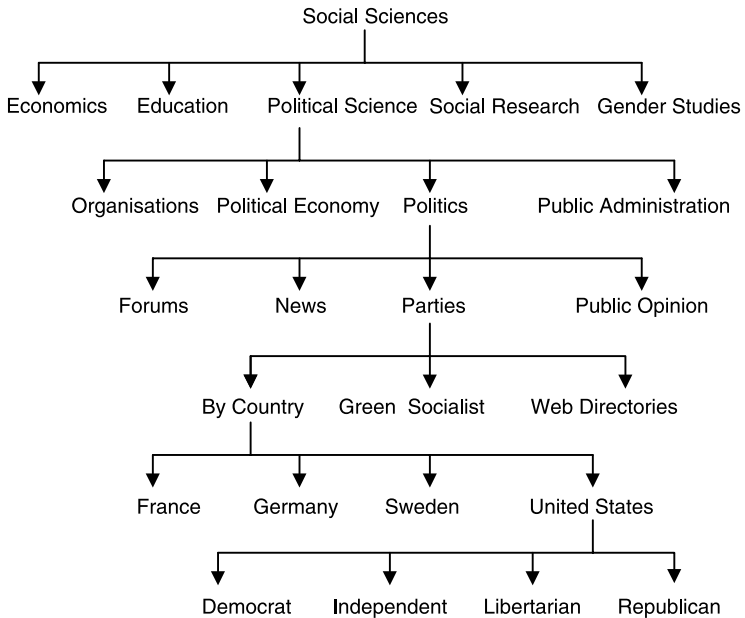 Social Sciences
Economics Education Political Science Social Research Gender Studies
Organisations Political Economy Politics Public Administration
Forums News Parties Public Opinion
By Country Green Socialist Web Directories
France Germany Sweden United States
Democrat Independent Libertarian Republican